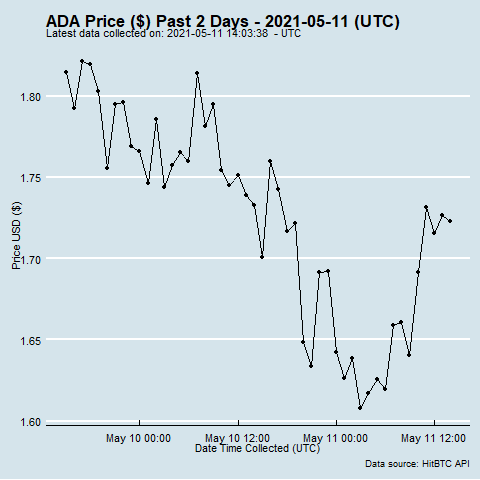 ADA Price ($) Past 2 Days - 2021-05-11 (UTC)
Latest data collected on: 2021-05-11 14:03:38 - UTC
1.80
1.75
1.70
1.65
1.60
Price USD ($)
May 10 00:00 May 10 12:00 May 11 00:00 May 11 12:00
Date Time Collected (UTC)
Data source: HitBTC API